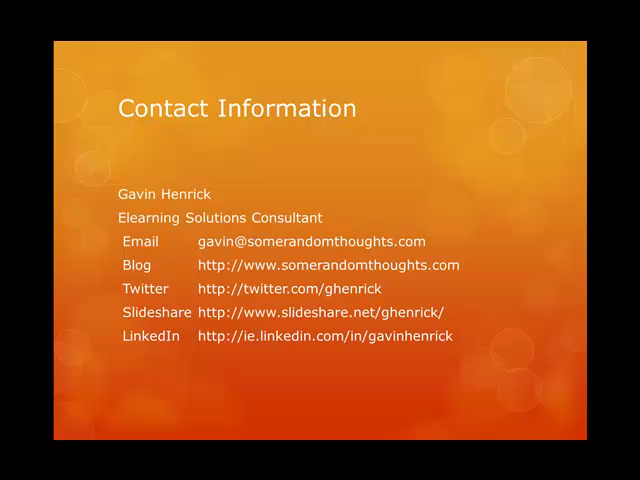 Contact Information
Gavin Henrick
Elearning Solutions Consultant
Email gavin@somerandomthoughts.com
Blog http://www.somerandomthoughts.com
Twitter http://twitter.com/ghenrick
Slideshare http://www.slideshare.net/ghenrick/
LinkedIn http://ie.linkedin.com/in/gavinhenrick